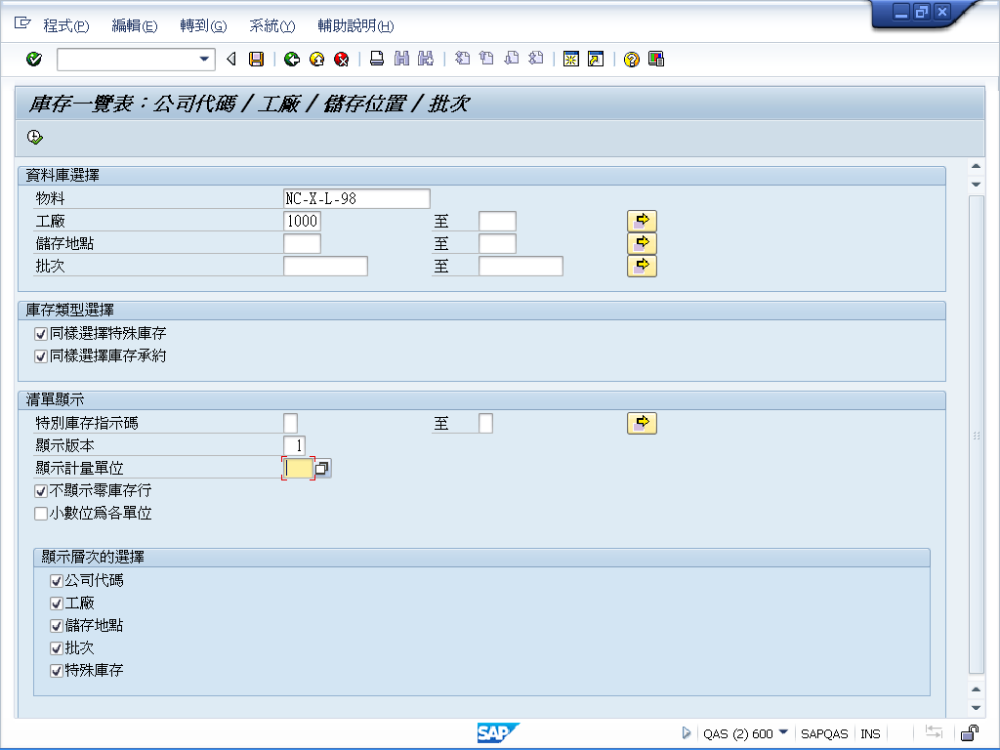 程式(P) 編輯(E) 轉到(G) 系統(Y) 輔助說明(H)
庫存一覽表：公司代碼 / 工廠 / 儲存位置 / 批次
資料庫選擇
物料 NC-X-L-98
工廠 1000 至
儲存地點 至
批次 至
庫存類型選擇
同樣選擇特殊庫存
同樣選擇庫存承約
清單顯示
特別庫存指示碼 至
顯示版本 1
顯示計量單位
不顯示零庫存行
小數位爲各單位
顯示層次的選擇
公司代碼
工廠
儲存地點
批次
特殊庫存
SAP QAS (2) 600 SAPQAS INS